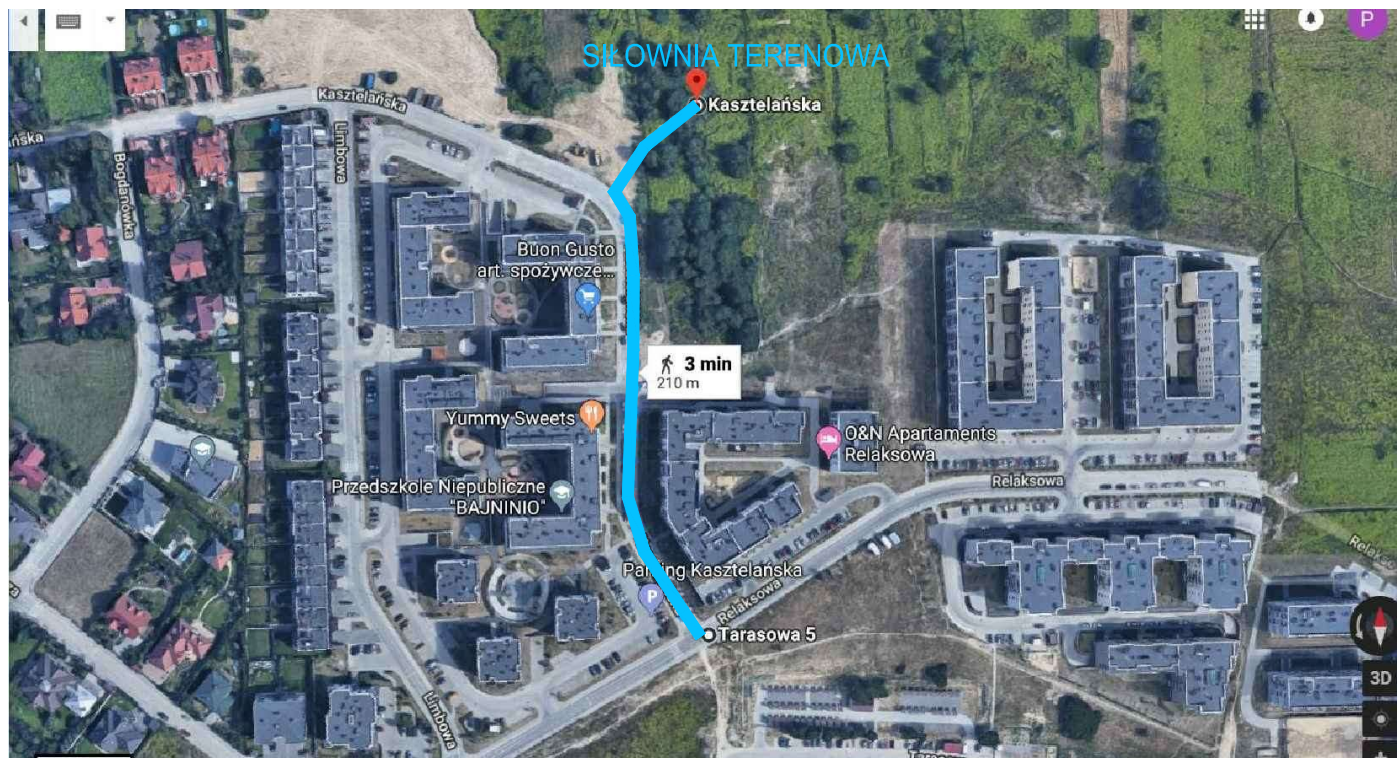 P
SIŁOWNIA TERENOWA
Kasztelańska
Kasztelańska
ńska
Limbowa
Bogdanówka
Buon Gusto
art. spożywcze...
3 min
210 m
Yummy Sweets
O&N Apartaments
Relaksowa
Przedszkole Niepubliczne
"BAJNINIO"
Relaksowa
Parking Kasztelańska
P
Relaksowa
Tarasowa 5
Limbowa
3D